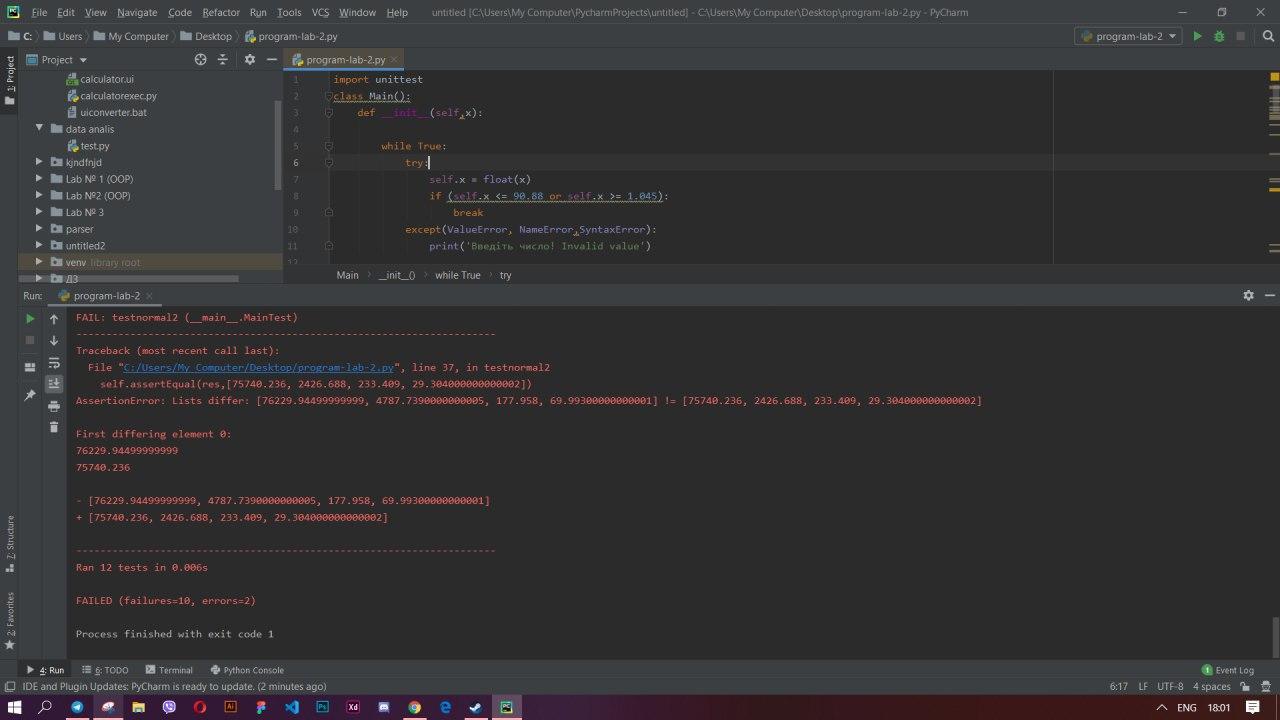 File Edit View Navigate Code Refactor Run Tools VCS Window Help untitled [C:\Users\My Computer\PycharmProjects\untitled] - C:\Users\My Computer\Desktop\program-lab-2.py - PyCharm
C: Users My Computer Desktop program-lab-2.py program-lab-2
Project program-lab-2.py
1: Project
calculator.ui
calculatorexec.py
uiconverter.bat
data analis
test.py
kjndfnjd
Lab № 1 (OOP)
Lab №2 (OOP)
Lab № 3
parser
untitled2
venv library root
ДЗ
1 import unittest
2 class Main():
3 def __init__(self,x):
4
5 while True:
6 try:
7 self.x = float(x)
8 if (self.x <= 90.88 or self.x >= 1.045):
9 break
10 except(ValueError, NameError,SyntaxError):
11 print('Введіть число! Invalid value')
12
Main __init__() while True try
Run: program-lab-2
FAIL: testnormal2 (__main__.MainTest)
----------------------------------------------------------------------
Traceback (most recent call last):
File "C:/Users/My Computer/Desktop/program-lab-2.py", line 37, in testnormal2
self.assertEqual(res,[75740.236, 2426.688, 233.409, 29.304000000000002])
AssertionError: Lists differ: [76229.94499999999, 4787.7390000000005, 177.958, 69.99300000000001] != [75740.236, 2426.688, 233.409, 29.304000000000002]
First differing element 0:
76229.94499999999
75740.236
- [76229.94499999999, 4787.7390000000005, 177.958, 69.99300000000001]
+ [75740.236, 2426.688, 233.409, 29.304000000000002]
----------------------------------------------------------------------
Ran 12 tests in 0.006s
FAILED (failures=10, errors=2)
Process finished with exit code 1
7: Structure
2: Favorites
4: Run 6: TODO Terminal Python Console 1 Event Log
IDE and Plugin Updates: PyCharm is ready to update. (2 minutes ago) 6:17 LF UTF-8 4 spaces
ENG 18:01